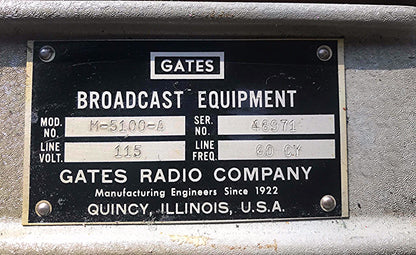 GATES
BROADCAST EQUIPMENT
MOD. NO. M-5100-A SER. NO. 46971
LINE VOLT. 115 LINE FREQ. 60 CY
GATES RADIO COMPANY
Manufacturing Engineers Since 1922
QUINCY, ILLINOIS, U.S.A.